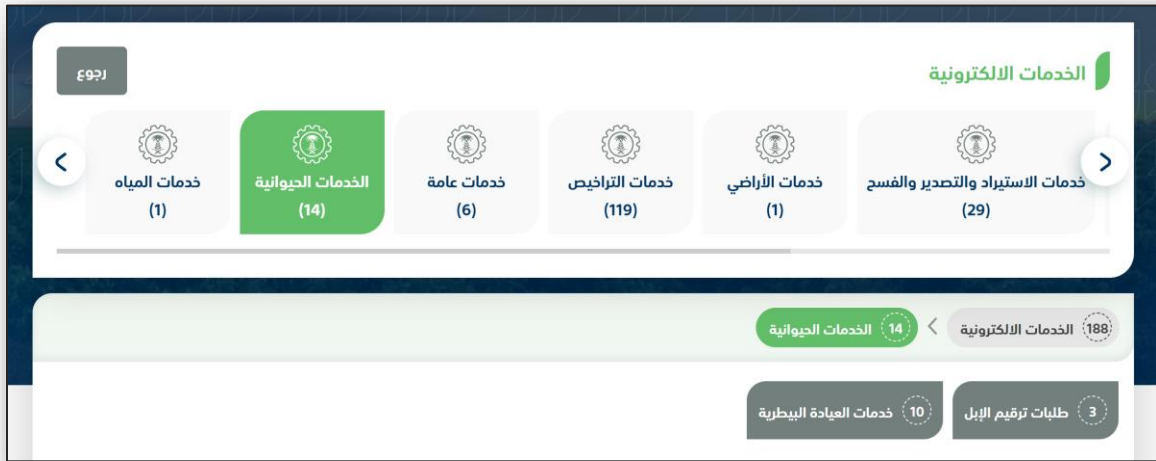 الخدمات الالكترونية
رجوع
خدمات الاستيراد والتصدير والفسح
(29)
خدمات الأراضي
(1)
خدمات التراخيص
(119)
خدمات عامة
(6)
الخدمات الحيوانية
(14)
خدمات المياه
(1)
188 الخدمات الالكترونية
14 الخدمات الحيوانية
3 طلبات ترقيم الإبل
10 خدمات العيادة البيطرية